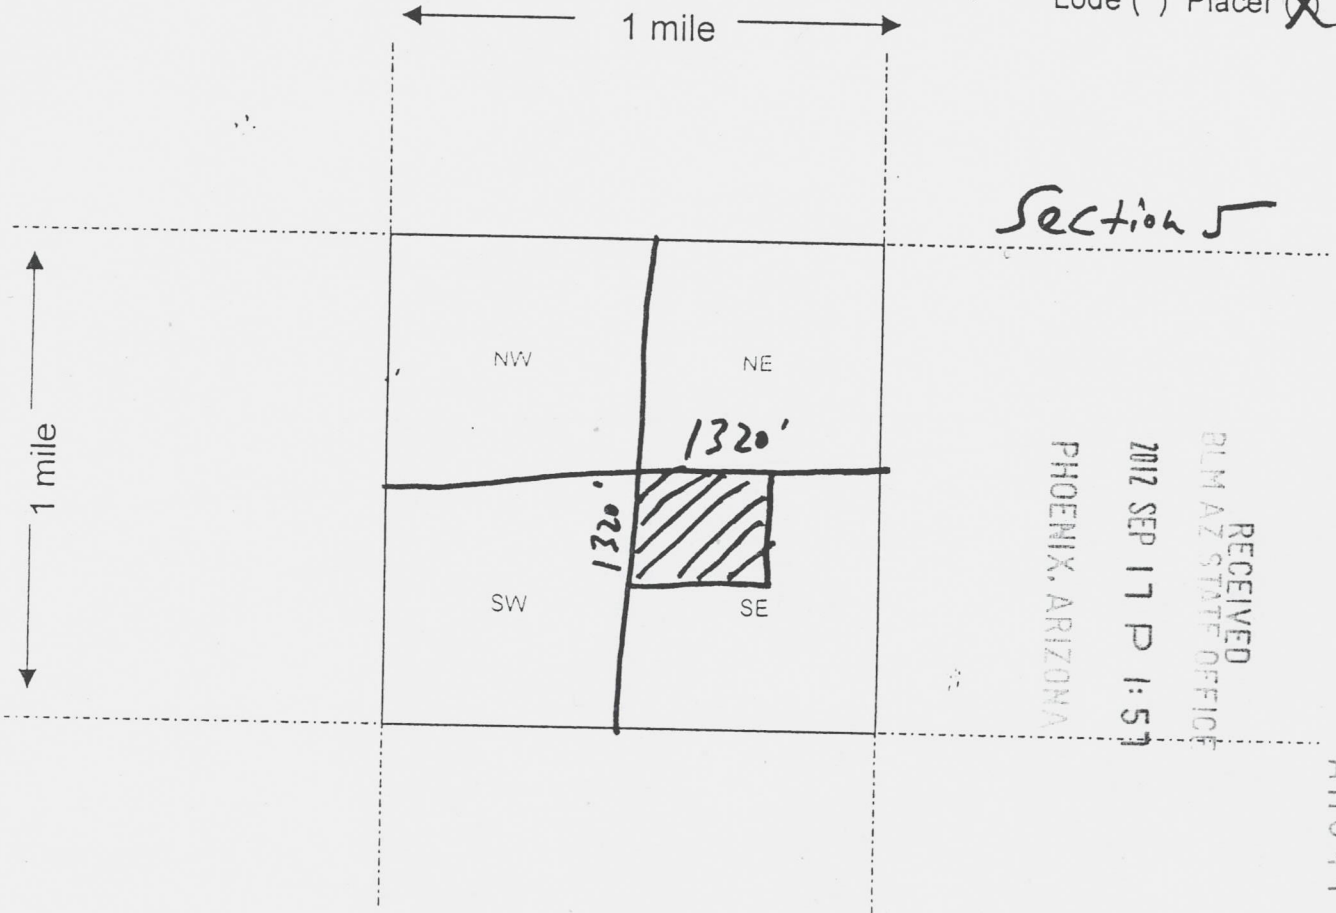 Lode ( ) Placer (X)
1 mile
Section 5
NW
NE
1 mile
1320'
1320'
SW
SE
RECEIVED
BLM AZ STATE OFFICE
2012 SEP 17 P 1:57
PHOENIX, ARIZONA